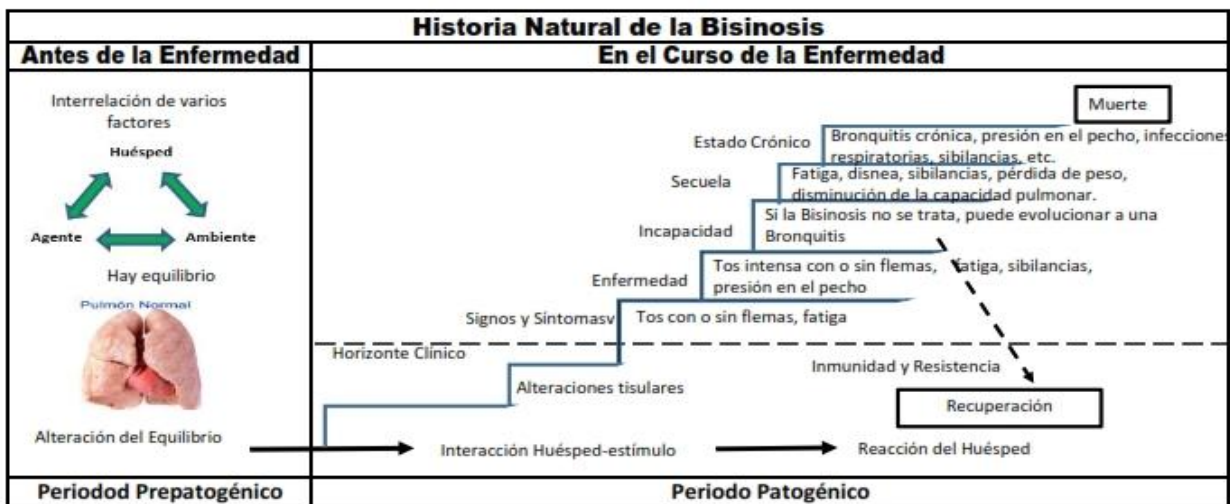 Historia Natural de la Bisinosis
Antes de la Enfermedad
En el Curso de la Enfermedad
Interrelación de varios
factores
Huésped
Agente
Ambiente
Hay equilibrio
Pulmón Normal
Alteración del Equilibrio
Muerte
Estado Crónico
Bronquitis crónica, presión en el pecho, infecciones
respiratorias, sibilancias, etc.
Secuela
Fatiga, disnea, sibilancias, pérdida de peso,
disminución de la capacidad pulmonar.
Incapacidad
Si la Bisinosis no se trata, puede evolucionar a una
Bronquitis
Enfermedad
Tos intensa con o sin flemas, fatiga, sibilancias,
presión en el pecho
Signos y Síntomasv
Tos con o sin flemas, fatiga
Horizonte Clínico
Inmunidad y Resistencia
Alteraciones tisulares
Recuperación
Interacción Huésped-estímulo
Reacción del Huésped
Periodod Prepatogénico
Periodo Patogénico